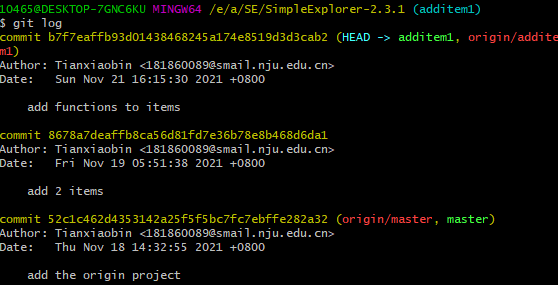 10465@DESKTOP-7GNC6KU MINGW64 /e/a/SE/SimpleExplorer-2.3.1 (additem1)
$ git log
commit b7f7eaffb93d01438468245a174e8519d3d3cab2 (HEAD -> additem1, origin/addite
m1)
Author: Tianxiaobin <181860089@smail.nju.edu.cn>
Date:   Sun Nov 21 16:15:30 2021 +0800
    add functions to items
commit 8678a7deaffb8ca56d81fd7e36b78e8b468d6da1
Author: Tianxiaobin <181860089@smail.nju.edu.cn>
Date:   Fri Nov 19 05:51:38 2021 +0800
    add 2 items
commit 52c1c462d4353142a25f5f5bc7fc7ebffe282a32 (origin/master, master)
Author: Tianxiaobin <181860089@smail.nju.edu.cn>
Date:   Thu Nov 18 14:32:55 2021 +0800
    add the origin project